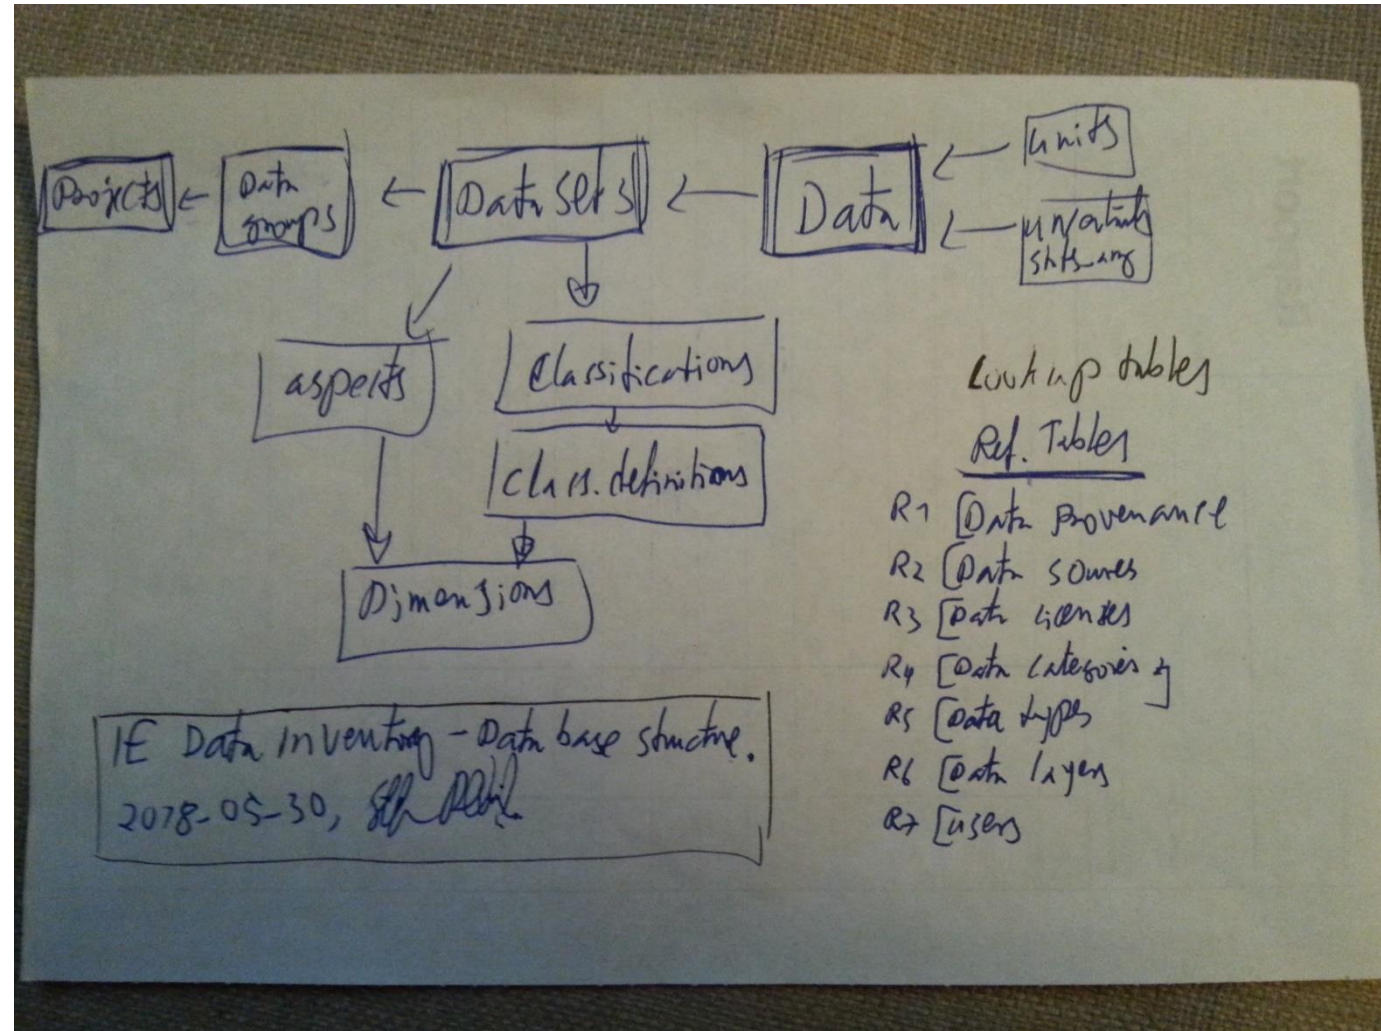 Projects
Data
groups
Data sets
Data
units
aspects
Classifications
Class. definitions
Dimensions
Lookup tables
Ref. Tables
R1 [Data provenance
R2 [Data sources
R3 [Data licenses
R4 [Data categories]
R5 [Data types
R6 [Data layers
R7 [users
IE Data inventory - Data base structure.
2018-05-30,